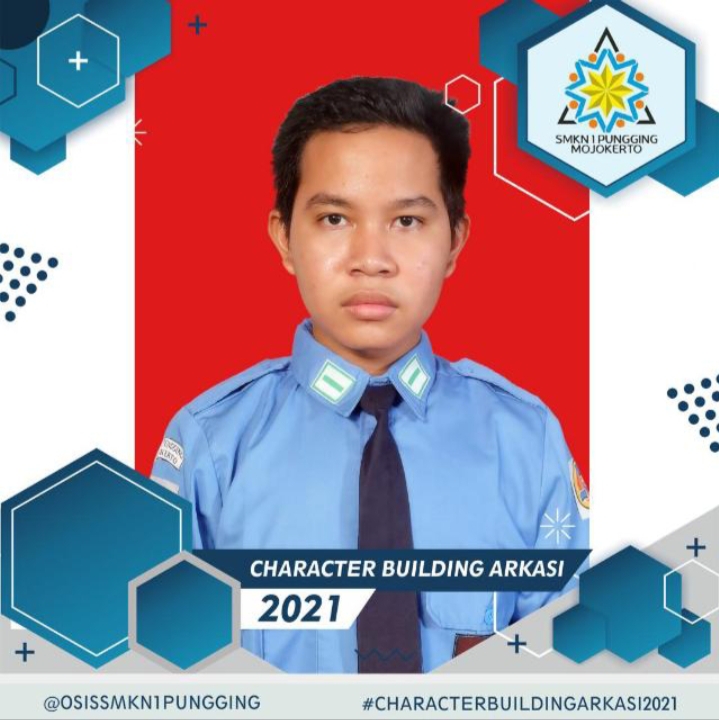 SMKN 1 PUNGGING
MOJOKERTO
CHARACTER BUILDING ARKASI
2021
@OSISSMKN1PUNGGING
#CHARACTERBUILDINGARKASI2021